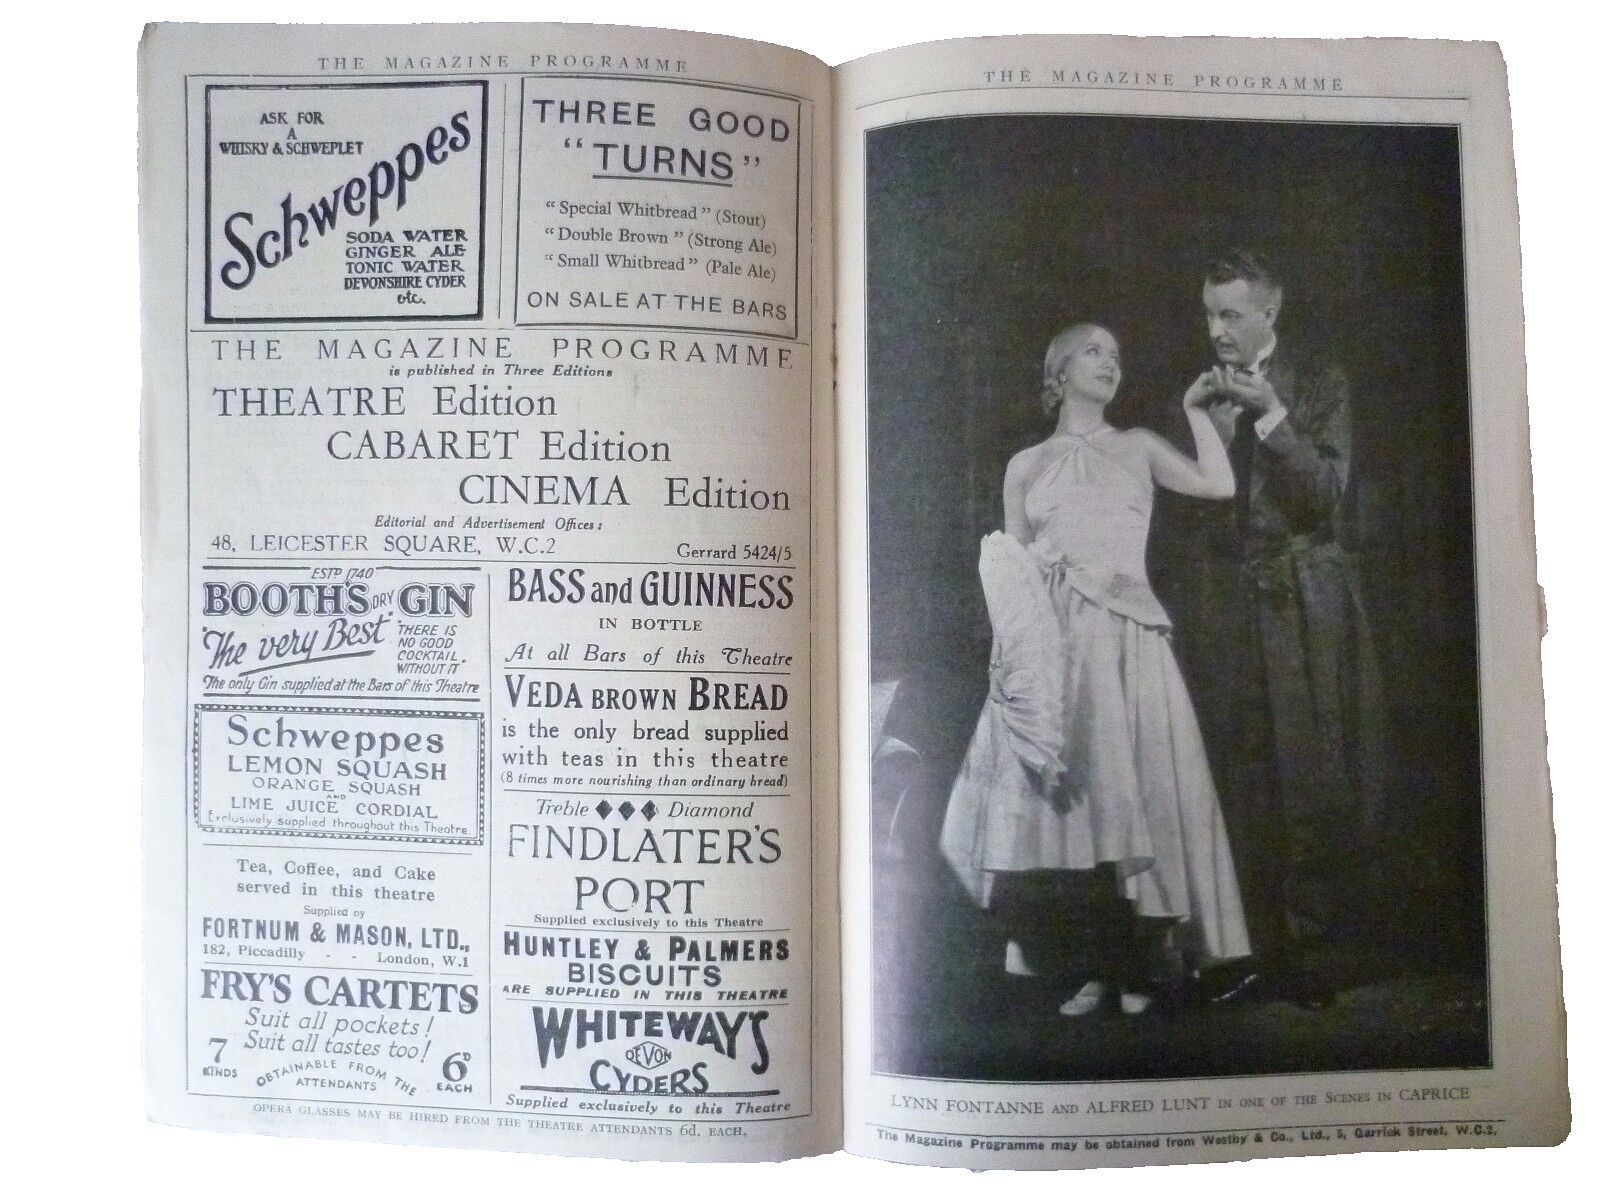 THE MAGAZINE PROGRAMME
ASK FOR
A
WHISKY & SCHWEPLET
Schweppes
SODA WATER
GINGER ALE
TONIC WATER
DEVONSHIRE CYDER
etc.
THREE GOOD
"TURNS"
"Special Whitbread" (Stout)
"Double Brown" (Strong Ale)
"Small Whitbread" (Pale Ale)
ON SALE AT THE BARS
THE MAGAZINE PROGRAMME
is published in Three Editions
THEATRE Edition
CABARET Edition
CINEMA Edition
Editorial and Advertisement Offices:
48, LEICESTER SQUARE, W.C.2
Gerrard 5424/5
ESTD 1740
BOOTH'S DRY GIN
"The very Best"
"THERE IS
NO GOOD
COCKTAIL
WITHOUT IT"
The only Gin supplied at the Bars of this Theatre
Schweppes
LEMON SQUASH
ORANGE SQUASH
AND
LIME JUICE CORDIAL
Exclusively supplied throughout this Theatre
Tea, Coffee, and Cake
served in this theatre
Supplied by
FORTNUM & MASON, LTD.,
182, Piccadilly - - London, W.1
FRY'S CARTETS
Suit all pockets!
Suit all tastes too!
7
KINDS
OBTAINABLE FROM THE
ATTENDANTS
6D
EACH
BASS and GUINNESS
IN BOTTLE
At all Bars of this Theatre
VEDA BROWN BREAD
is the only bread supplied
with teas in this theatre
(8 times more nourishing than ordinary bread)
Treble Diamond
FINDLATER'S
PORT
Supplied exclusively to this Theatre
HUNTLEY & PALMERS
BISCUITS
ARE SUPPLIED IN THIS THEATRE
WHITEWAY'S
DEVON
CYDERS
Supplied exclusively to this Theatre
OPERA GLASSES MAY BE HIRED FROM THE THEATRE ATTENDANTS 6d. EACH.
THE MAGAZINE PROGRAMME
LYNN FONTANNE AND ALFRED LUNT IN ONE OF THE SCENES IN CAPRICE
The Magazine Programme may be obtained from Westby & Co., Ltd., 5, Garrick Street, W.C.2.